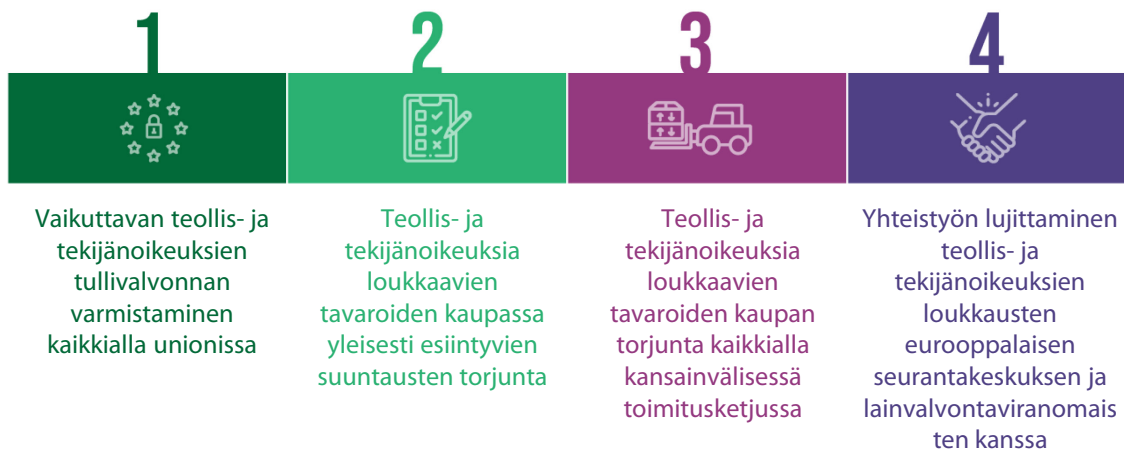 1
Vaikuttavan teollis- ja
tekijänoikeuksien
tullivalvonnan
varmistaminen
kaikkialla unionissa
2
Teollis- ja
tekijänoikeuksia
loukkaavien
tavaroiden kaupassa
yleisesti esiintyvien
suuntausten torjunta
3
Teollis- ja
tekijänoikeuksia
loukkaavien
tavaroiden kaupan
torjunta kaikkialla
kansainvälisessä
toimitusketjussa
4
Yhteistyön lujittaminen
teollis- ja
tekijänoikeuksien
loukkausten
eurooppalaisen
seurantakeskuksen ja
lainvalvontaviranomais
ten kanssa